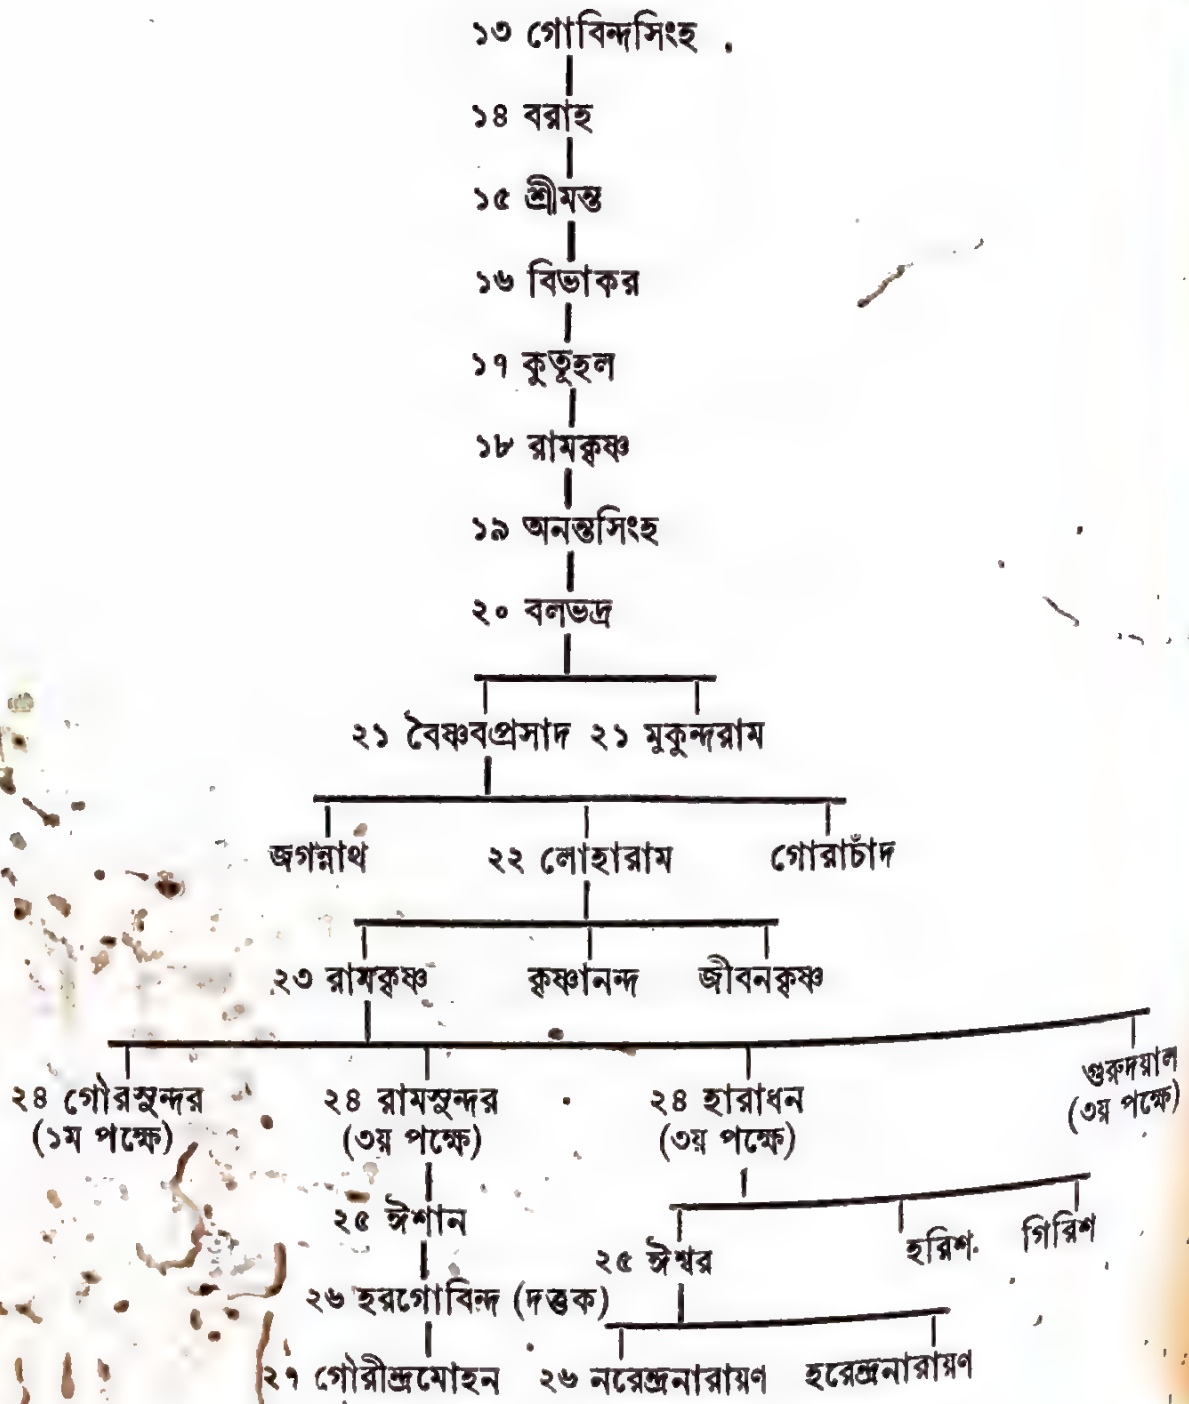 ১৩ গোবিন্দসিংহ
১৪ বরাহ
১৫ শ্রীমন্ত
১৬ বিভাকর
১৭ কুতূহল
১৮ রামকৃষ্ণ
১৯ অনন্তসিংহ
২০ বলভদ্র
২১ বৈষ্ণবপ্রসাদ ২১ মুকুন্দরাম
জগন্নাথ ২২ লোহারাম গোরাচাঁদ
২৩ রামকৃষ্ণ কৃষ্ণানন্দ জীবনকৃষ্ণ
২৪ গৌরসুন্দর ২৪ রামসুন্দর ২৪ হারাধন গুরুদয়াল
(১ম পক্ষে) (৩য় পক্ষে) (৩য় পক্ষে) (৩য় পক্ষে)
২৫ ঈশান
২৫ ঈশ্বর হরিশ গিরিশ
২৬ হরগোবিন্দ (দত্তক)
২৭ গৌরীন্দ্রমোহন ২৬ নরেন্দ্রনারায়ণ হরেন্দ্রনারায়ণ